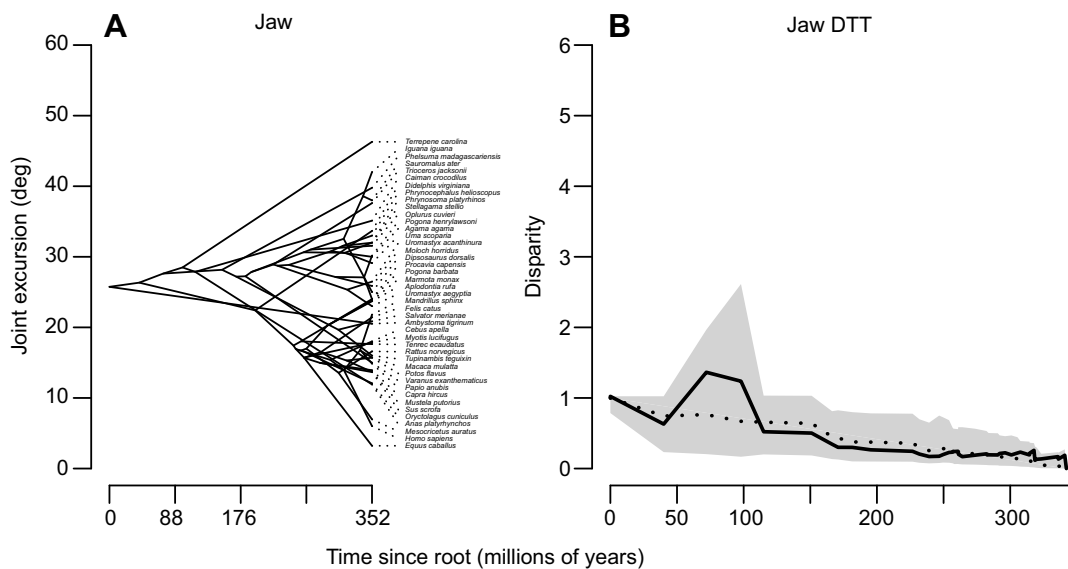 A
Jaw
60
50
40
30
20
10
0
Joint excursion (deg)
Terrepene carolina
Iguana iguana
Phelsuma madagascariensis
Sauromalus ater
Trioceros jacksonii
Caiman crocodilus
Didelphis virginiana
Phrynocephalus helioscopus
Phrynosoma platyrhinos
Stellagama stellio
Oplurus cuvieri
Pogona henrylawsoni
Agama agama
Uma scoparia
Uromastyx acanthinura
Moloch horridus
Dipsosaurus dorsalis
Procavia capensis
Pogona barbata
Marmota monax
Aplodontia rufa
Uromastyx aegyptia
Mandrillus sphinx
Felis catus
Salvator merianae
Ambystoma tigrinum
Cebus apella
Myotis lucifugus
Tenrec ecaudatus
Rattus norvegicus
Tupinambis teguixin
Macaca mulatta
Potos flavus
Varanus exanthematicus
Papio anubis
Capra hircus
Mustela putorius
Sus scrofa
Oryctolagus cuniculus
Anas platyrhynchos
Mesocricetus auratus
Homo sapiens
Equus caballus
0 88 176 352
B
Jaw DTT
6
5
4
3
2
1
0
Disparity
0 50 100 200 300
Time since root (millions of years)